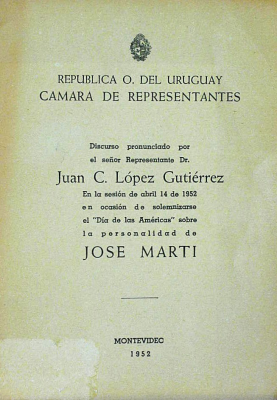 REPUBLICA O. DEL URUGUAY
CAMARA DE REPRESENTANTES
Discurso pronunciado por
el señor Representante Dr.
Juan C. López Gutiérrez
En la sesión de abril 14 de 1952
en ocasión de solemnizarse
el "Día de las Américas" sobre
la personalidad de
JOSE MARTI
MONTEVIDEO
1952